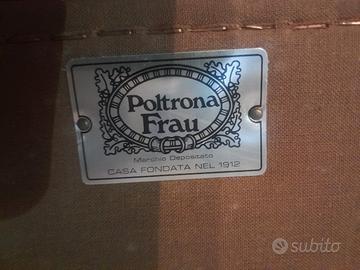 Poltrona
Frau
Marchio Depositato
CASA FONDATA NEL 1912
subito